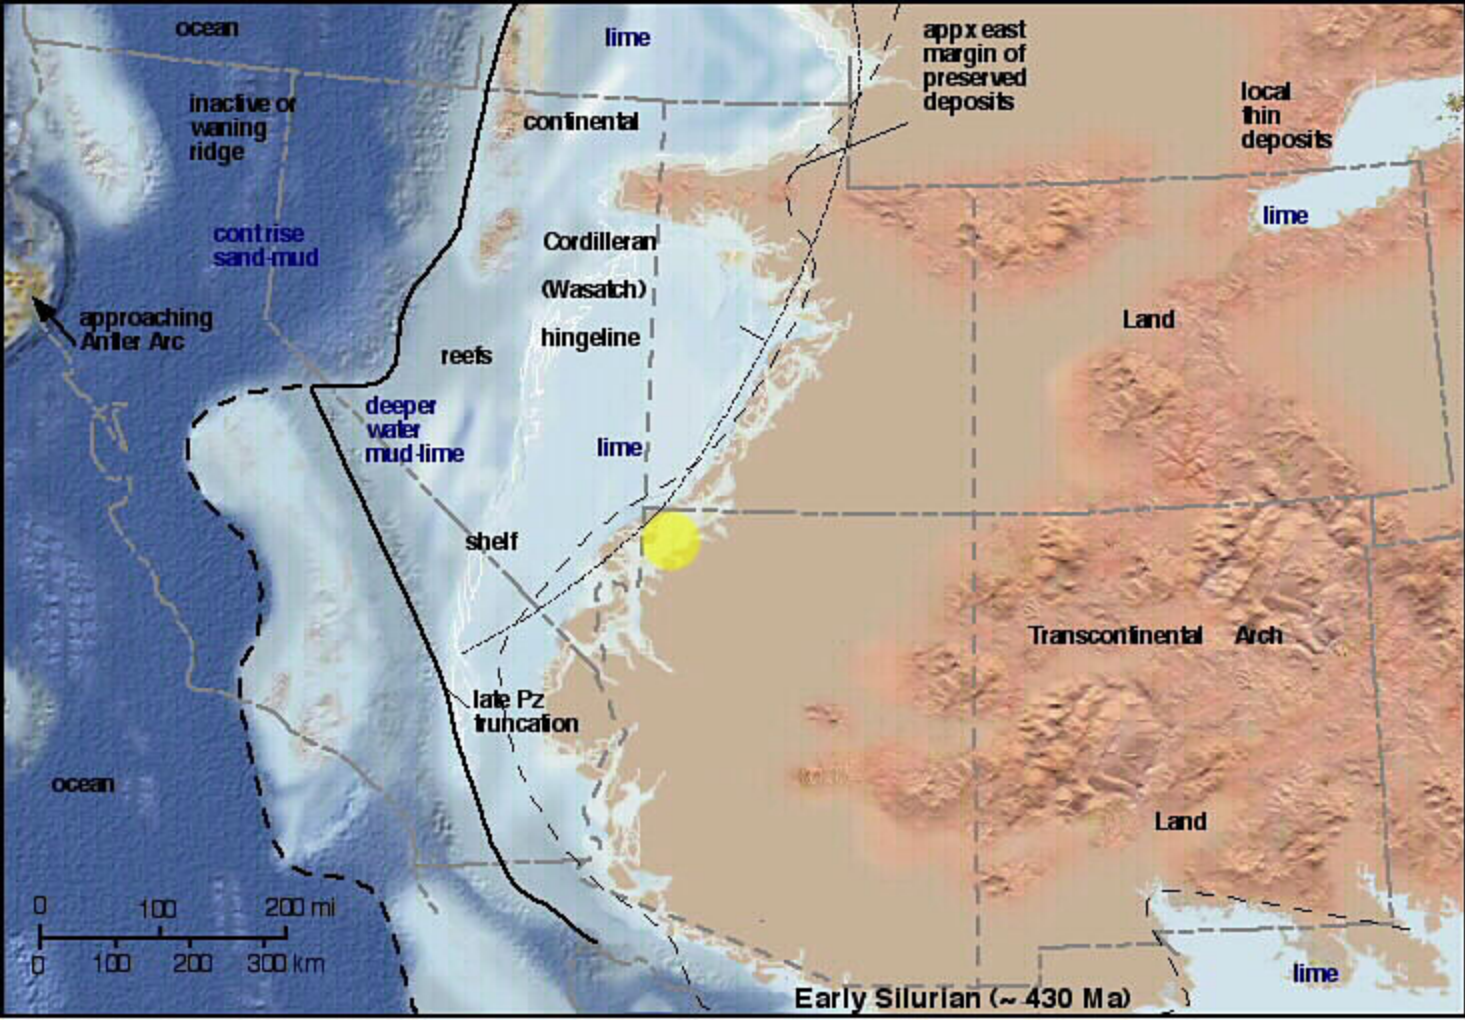 ocean
lime
appx east
margin of
preserved
deposits
inactive or
waning
ridge
continental
local
thin
deposits
lime
cont rise
sand-mud
Cordilleran
(Wasatch)
hingeline
approaching
Antler Arc
reefs
Land
deeper
water
mud-lime
lime
shelf
Transcontinental Arch
late Pz
truncation
ocean
Land
0 100 200 mi
0 100 200 300 km
lime
Early Silurian (~ 430 Ma)